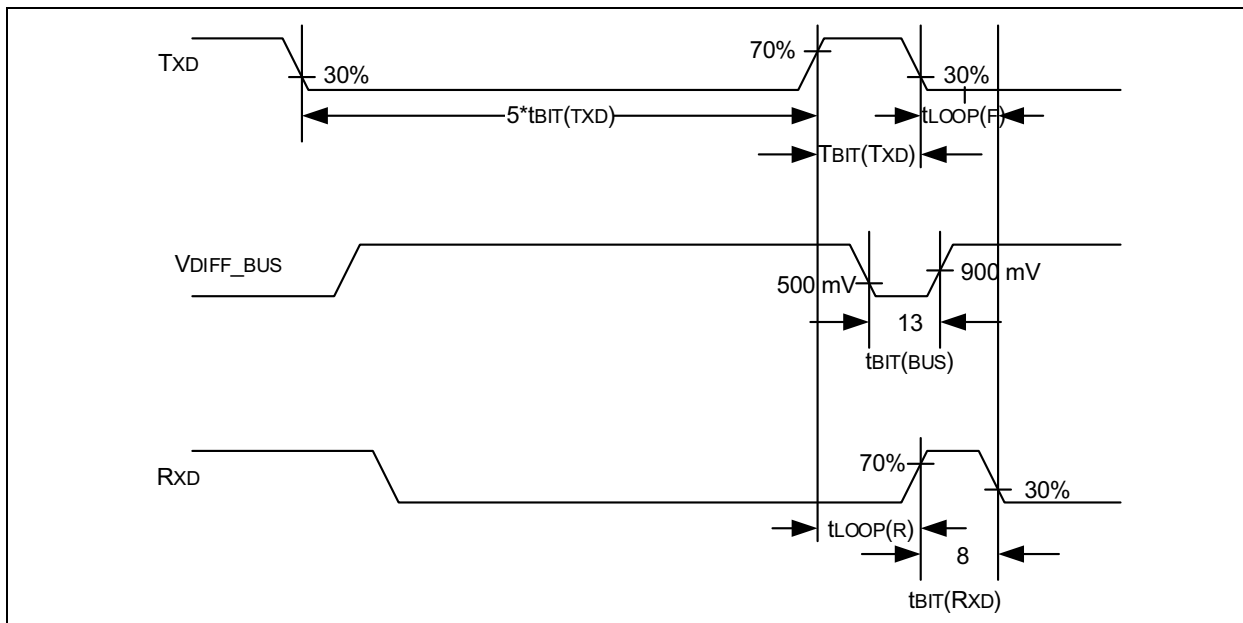 TXD
30%
70%
30%
5*tBIT(TXD)
tLOOP(F)
TBIT(TXD)
VDIFF_BUS
500 mV
900 mV
13
tBIT(BUS)
RXD
70%
30%
tLOOP(R)
8
tBIT(RXD)